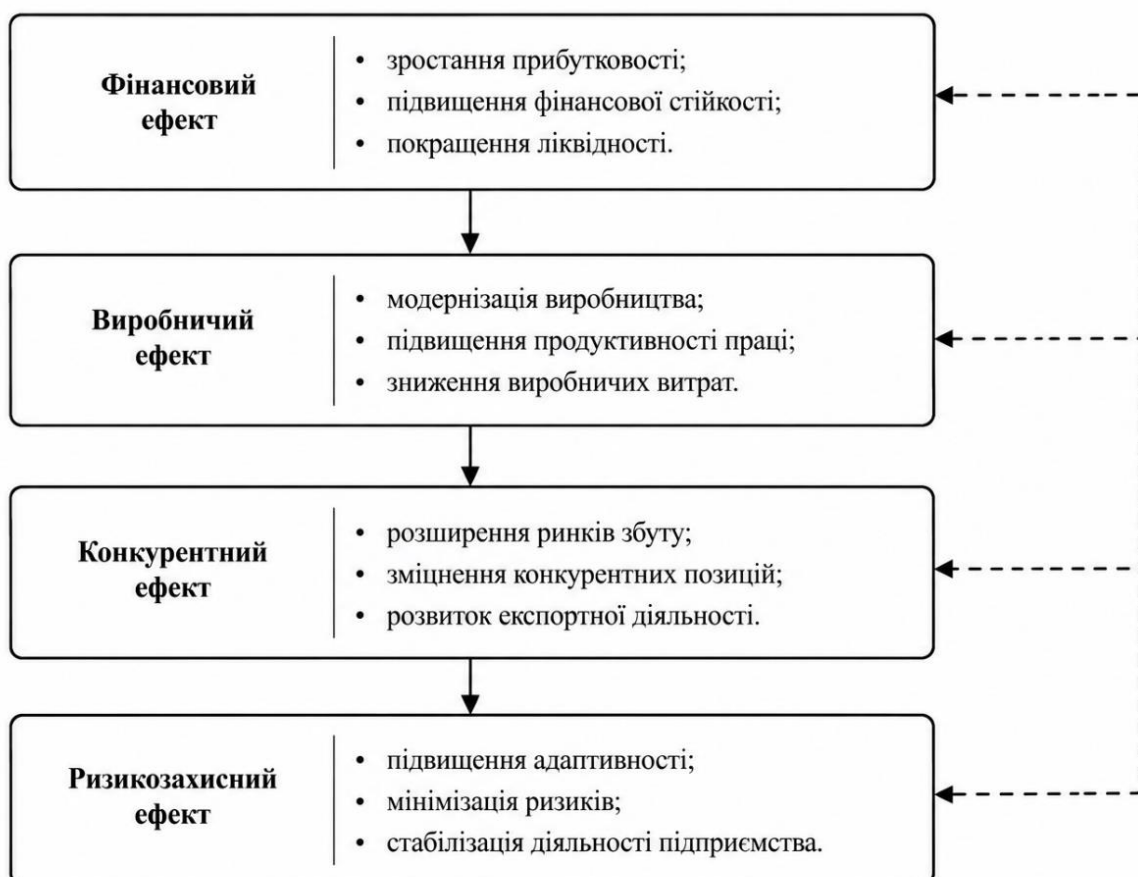 Фінансовий
ефект
• зростання прибутковості;
• підвищення фінансової стійкості;
• покращення ліквідності.
Виробничий
ефект
• модернізація виробництва;
• підвищення продуктивності праці;
• зниження виробничих витрат.
Конкурентний
ефект
• розширення ринків збуту;
• зміцнення конкурентних позицій;
• розвиток експортної діяльності.
Ризикозахисний
ефект
• підвищення адаптивності;
• мінімізація ризиків;
• стабілізація діяльності підприємства.